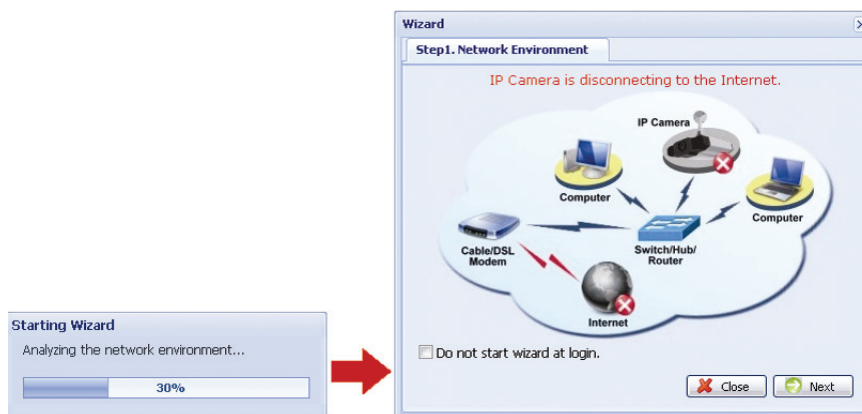 Starting Wizard
Analyzing the network environment...
30%
Wizard
Step1. Network Environment
IP Camera is disconnecting to the Internet.
IP Camera
Computer
Computer
Cable/DSL
Modem
Switch/Hub/
Router
Internet
Do not start wizard at login.
Close
Next